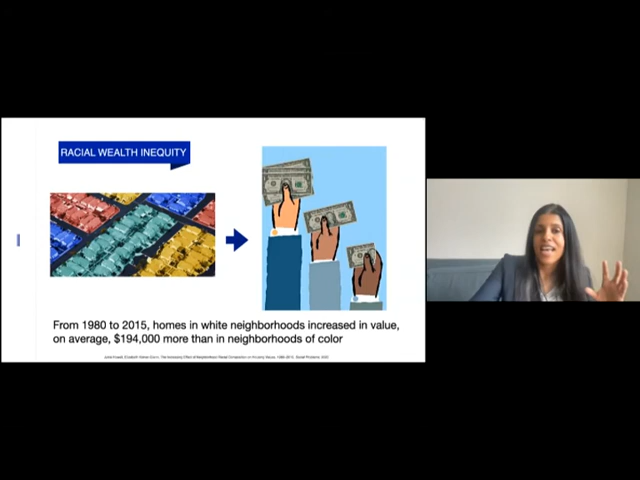 RACIAL WEALTH INEQUITY
From 1980 to 2015, homes in white neighborhoods increased in value,
on average, $194,000 more than in neighborhoods of color